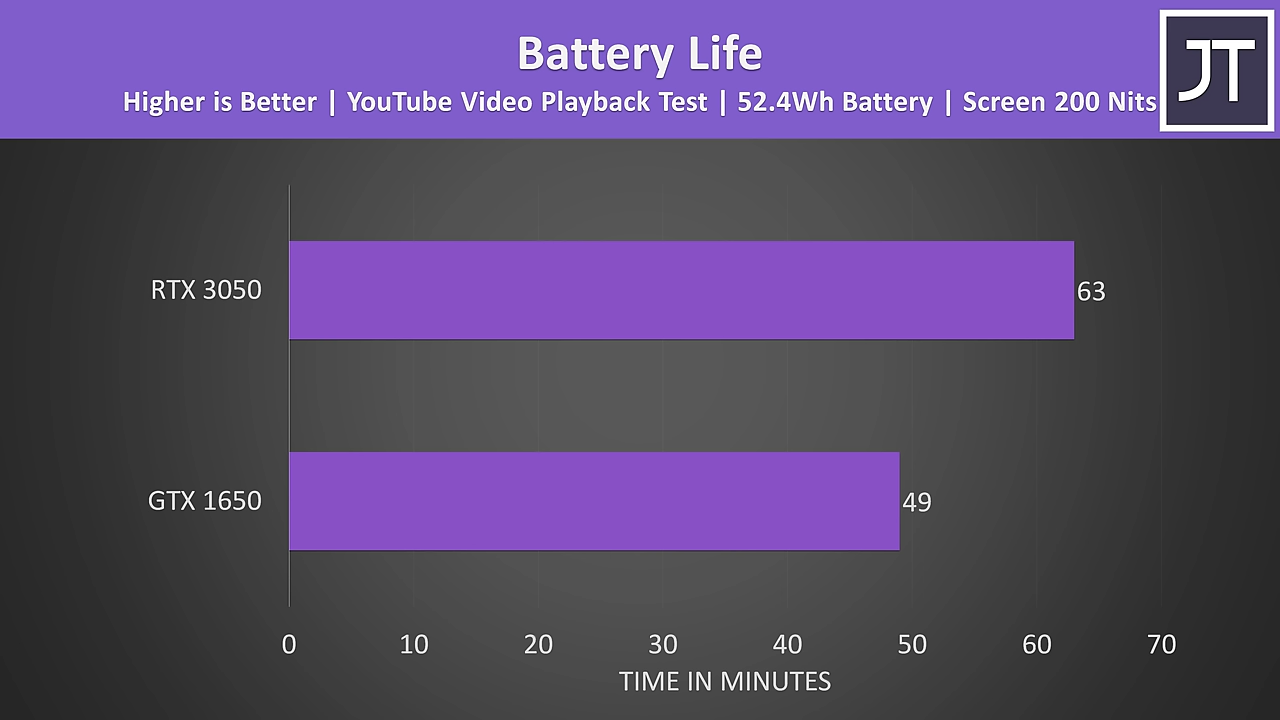 Battery Life
Higher is Better | YouTube Video Playback Test | 52.4Wh Battery | Screen 200 Nits
JT
RTX 3050
63
GTX 1650
49
0 10 20 30 40 50 60 70
TIME IN MINUTES